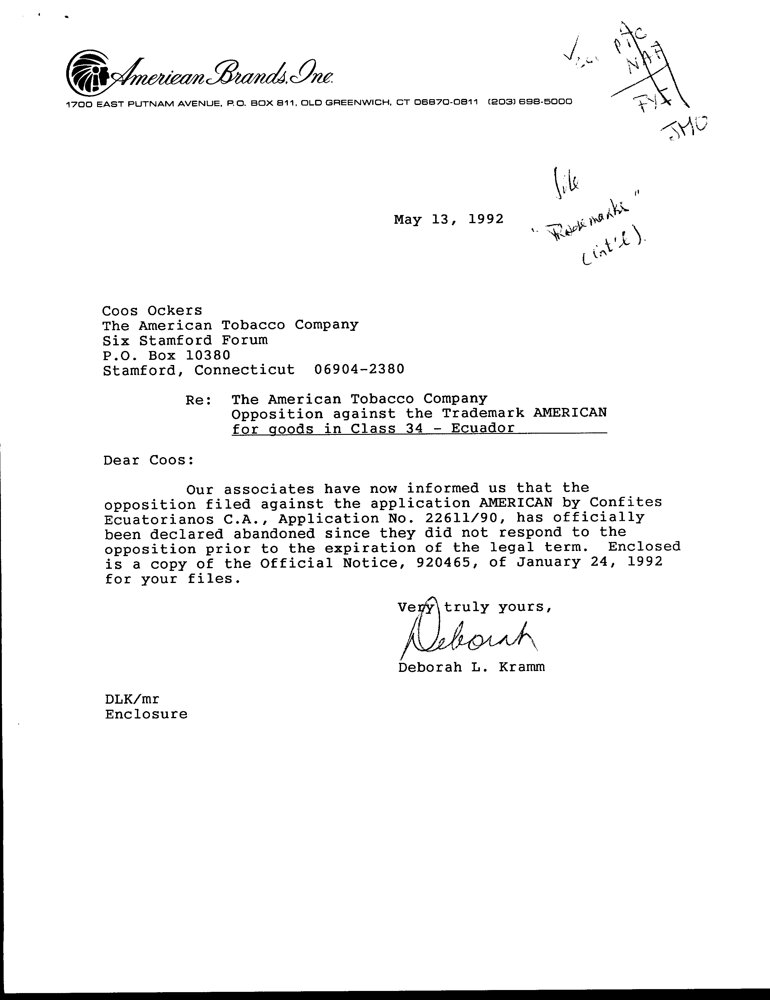 American Brands, Inc.
1700 EAST PUTNAM AVENUE, P.O. BOX 811, OLD GREENWICH, CT 06870-0811 (203) 698-5000
PTC
NAF
FYI
JMO
file
"Trademarks"
(int'l).
May 13, 1992
Coos Ockers
The American Tobacco Company
Six Stamford Forum
P.O. Box 10380
Stamford, Connecticut 06904-2380
Re: The American Tobacco Company
Opposition against the Trademark AMERICAN
for goods in Class 34 - Ecuador
Dear Coos:
Our associates have now informed us that the
opposition filed against the application AMERICAN by Confites
Ecuatorianos C.A., Application No. 22611/90, has officially
been declared abandoned since they did not respond to the
opposition prior to the expiration of the legal term. Enclosed
is a copy of the Official Notice, 920465, of January 24, 1992
for your files.
Very truly yours,
Deborah
Deborah L. Kramm
DLK/mr
Enclosure